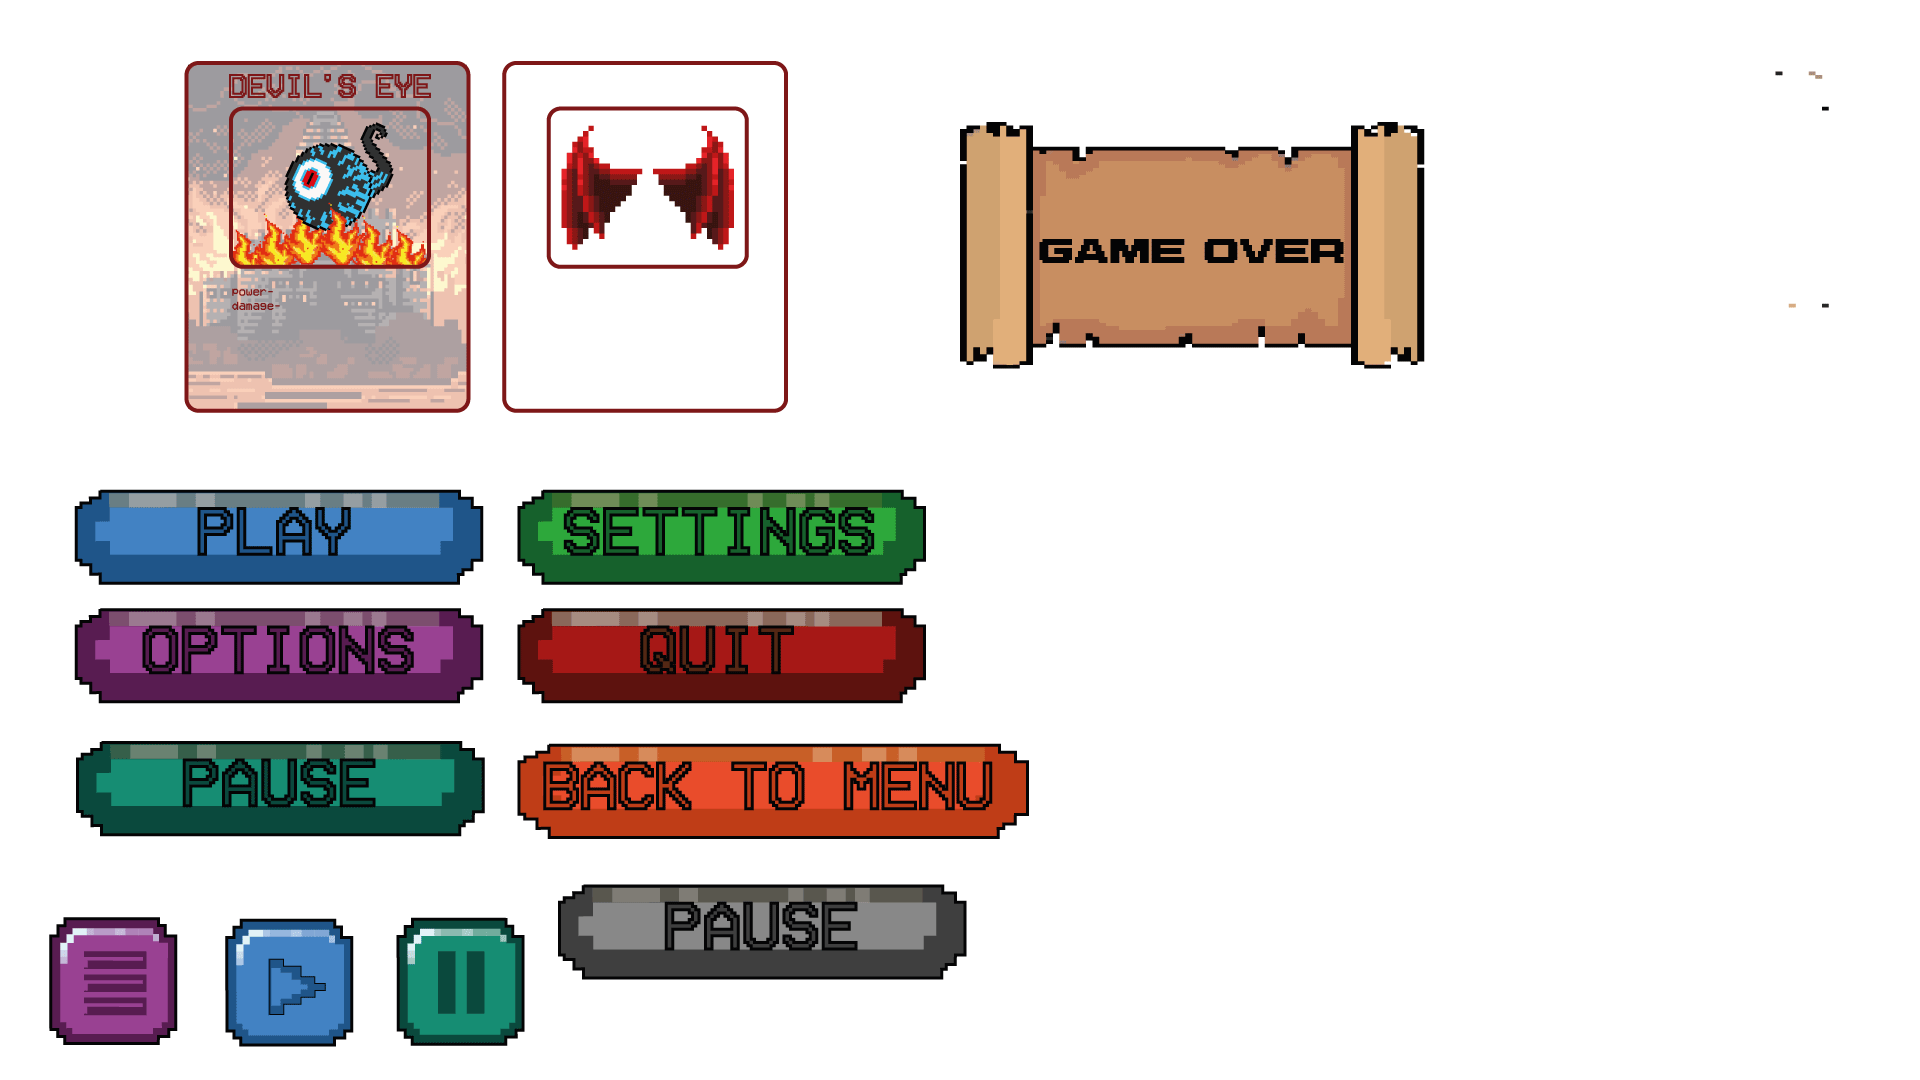 DEVIL'S EYE
power-
damage-
GAME OVER
PLAY
SETTINGS
OPTIONS
QUIT
PAUSE
BACK TO MENU
PAUSE